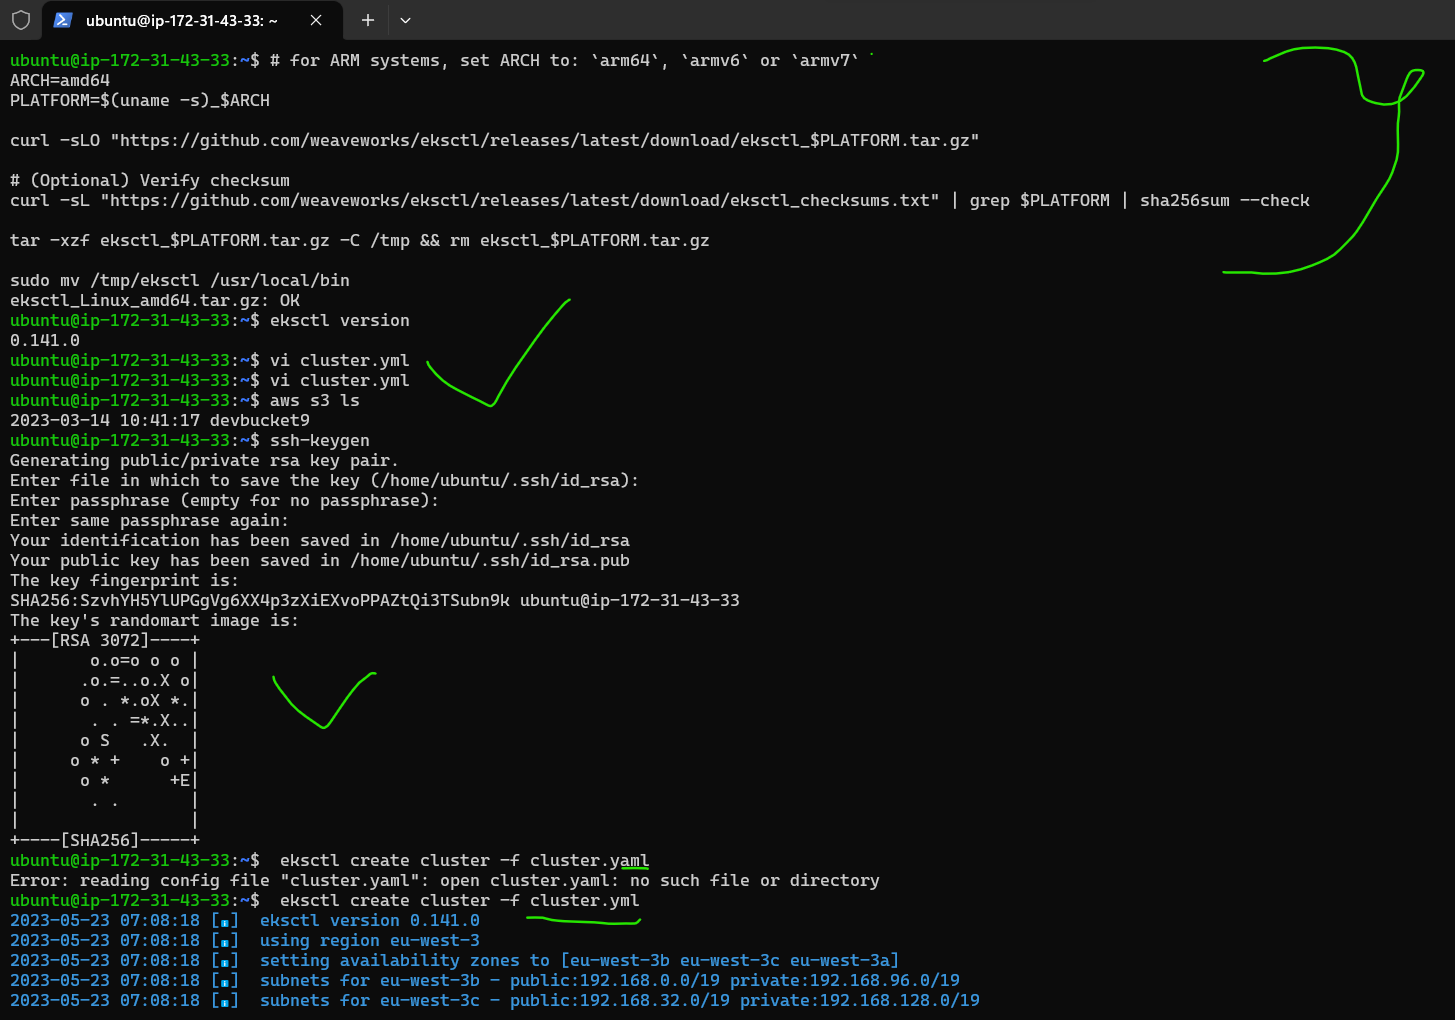 ubuntu@ip-172-31-43-33: ~
ubuntu@ip-172-31-43-33:~$ # for ARM systems, set ARCH to: `arm64`, `armv6` or `armv7`
ARCH=amd64
PLATFORM=$(uname -s)_$ARCH
curl -sLO "https://github.com/weaveworks/eksctl/releases/latest/download/eksctl_$PLATFORM.tar.gz"
# (Optional) Verify checksum
curl -sL "https://github.com/weaveworks/eksctl/releases/latest/download/eksctl_checksums.txt" | grep $PLATFORM | sha256sum --check
tar -xzf eksctl_$PLATFORM.tar.gz -C /tmp && rm eksctl_$PLATFORM.tar.gz
sudo mv /tmp/eksctl /usr/local/bin
eksctl_Linux_amd64.tar.gz: OK
ubuntu@ip-172-31-43-33:~$ eksctl version
0.141.0
ubuntu@ip-172-31-43-33:~$ vi cluster.yml
ubuntu@ip-172-31-43-33:~$ vi cluster.yml
ubuntu@ip-172-31-43-33:~$ aws s3 ls
2023-03-14 10:41:17 devbucket9
ubuntu@ip-172-31-43-33:~$ ssh-keygen
Generating public/private rsa key pair.
Enter file in which to save the key (/home/ubuntu/.ssh/id_rsa):
Enter passphrase (empty for no passphrase):
Enter same passphrase again:
Your identification has been saved in /home/ubuntu/.ssh/id_rsa
Your public key has been saved in /home/ubuntu/.ssh/id_rsa.pub
The key fingerprint is:
SHA256:SzvhYH5YlUPGgVg6XX4p3zXiEXvoPPAZtQi3TSubn9k ubuntu@ip-172-31-43-33
The key's randomart image is:
+---[RSA 3072]----+
|       o.o=o o o |
|      .o.=..o.X o|
|      o . *.oX *.|
|       . . =*.X..|
|      o S   .X.  |
|     o * +    o +|
|      o *      +E|
|       . .       |
|                 |
+----[SHA256]-----+
ubuntu@ip-172-31-43-33:~$  eksctl create cluster -f cluster.yaml
Error: reading config file "cluster.yaml": open cluster.yaml: no such file or directory
ubuntu@ip-172-31-43-33:~$  eksctl create cluster -f cluster.yml
2023-05-23 07:08:18 [ℹ]  eksctl version 0.141.0
2023-05-23 07:08:18 [ℹ]  using region eu-west-3
2023-05-23 07:08:18 [ℹ]  setting availability zones to [eu-west-3b eu-west-3c eu-west-3a]
2023-05-23 07:08:18 [ℹ]  subnets for eu-west-3b - public:192.168.0.0/19 private:192.168.96.0/19
2023-05-23 07:08:18 [ℹ]  subnets for eu-west-3c - public:192.168.32.0/19 private:192.168.128.0/19